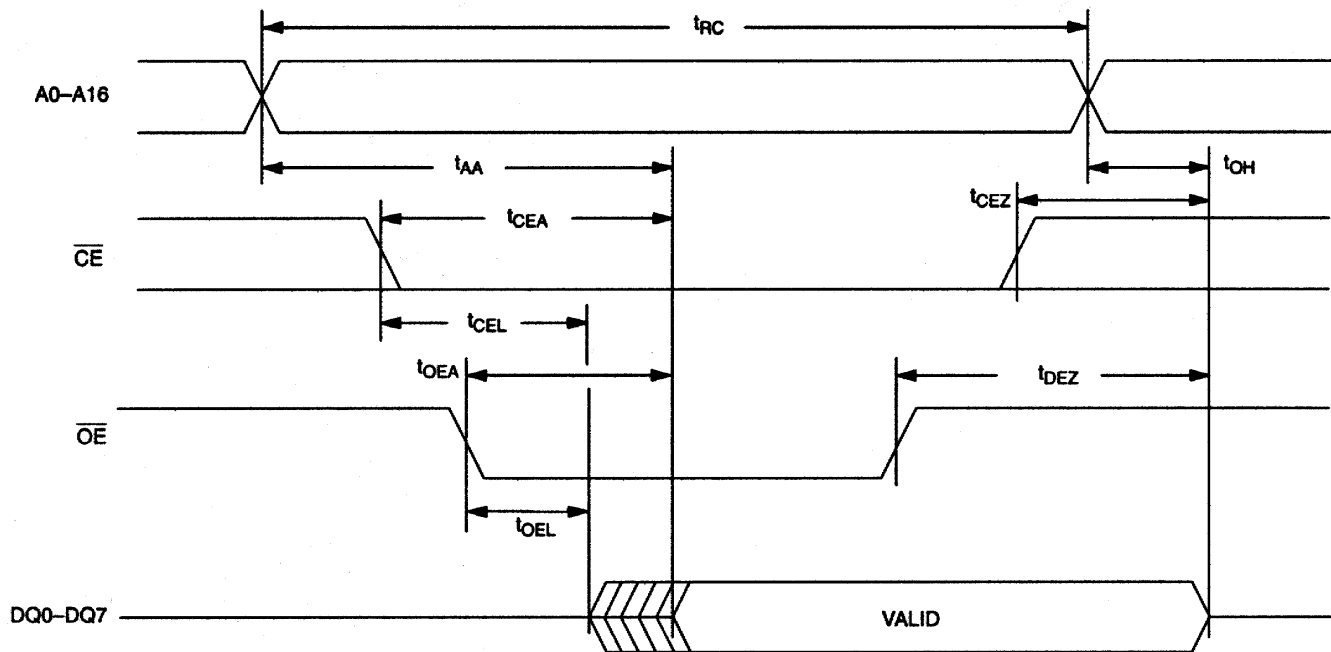 tRC
A0–A16
tAA
tOH
tCEZ
tCEA
CE
tCEL
tOEA
tDEZ
OE
tOEL
DQ0–DQ7
VALID